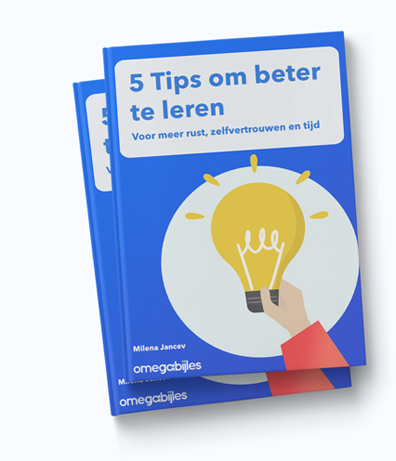 5 Tips om beter
te leren
Voor meer rust, zelfvertrouwen en tijd
Milena Jancev
omegabijles
omegabijles